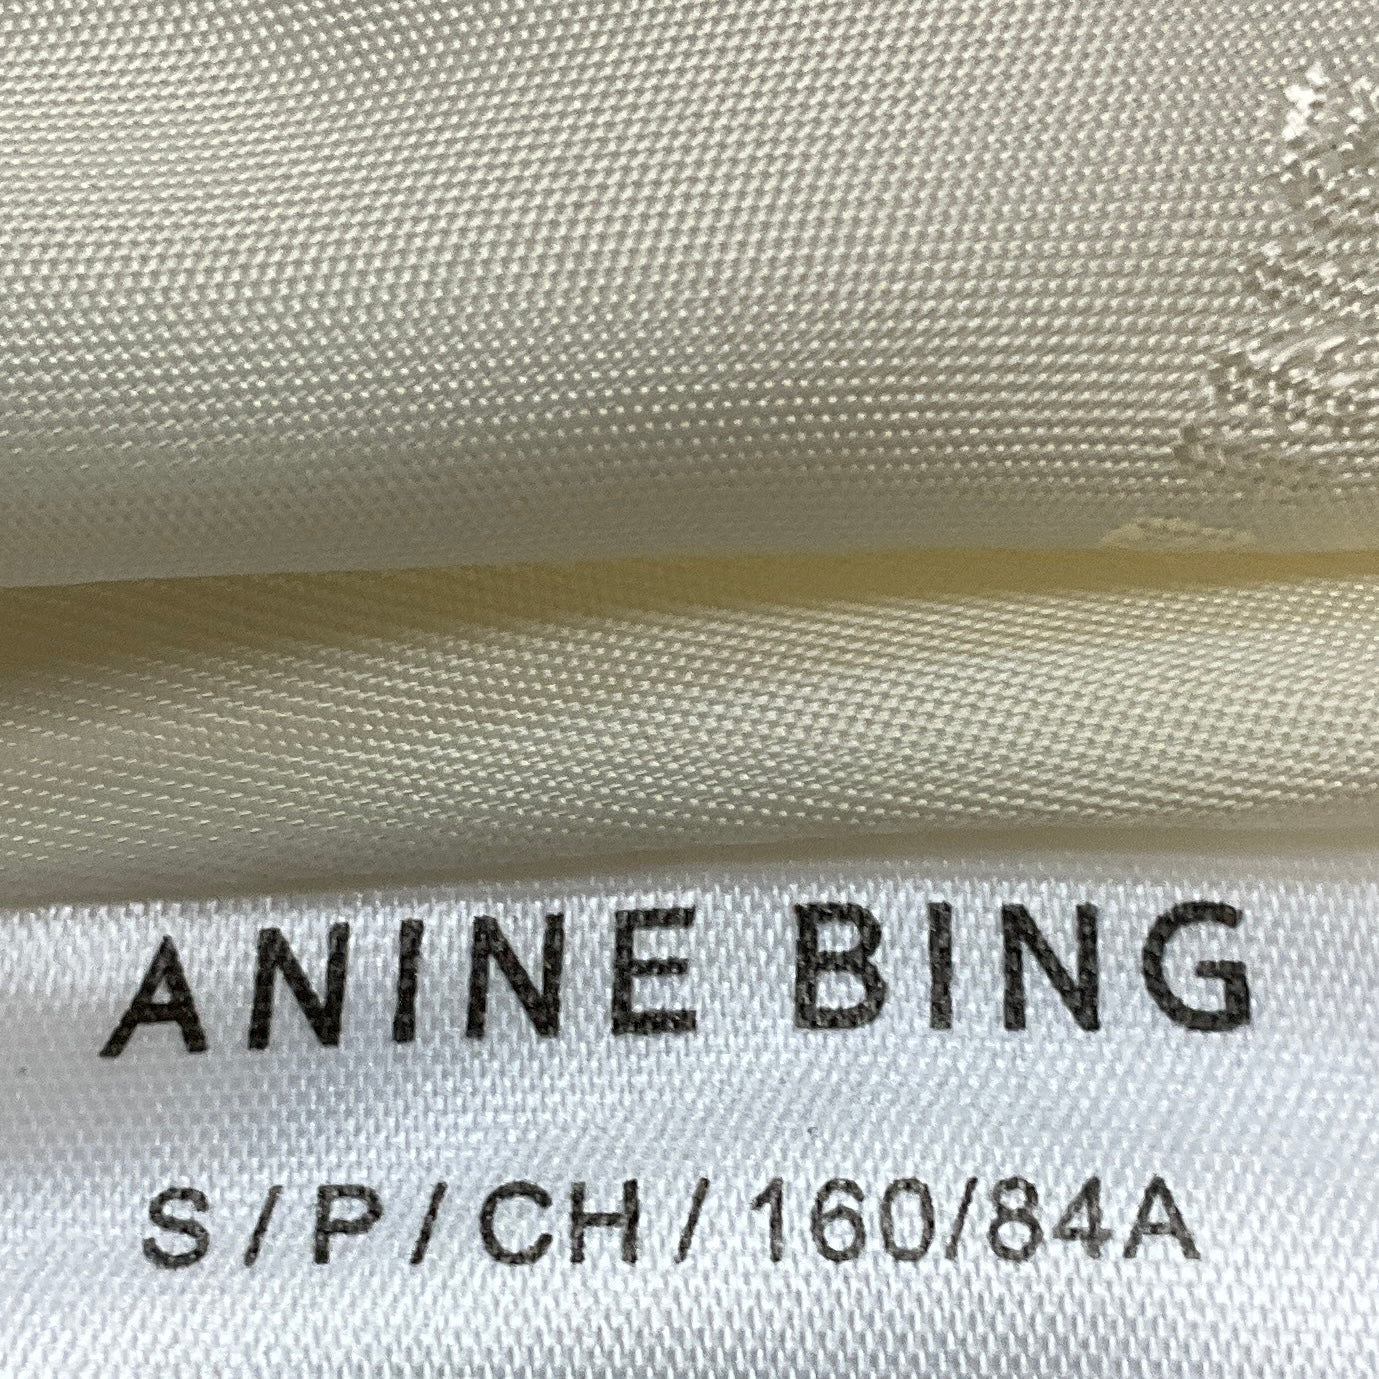 ANINE BING
S / P / CH / 160/84A